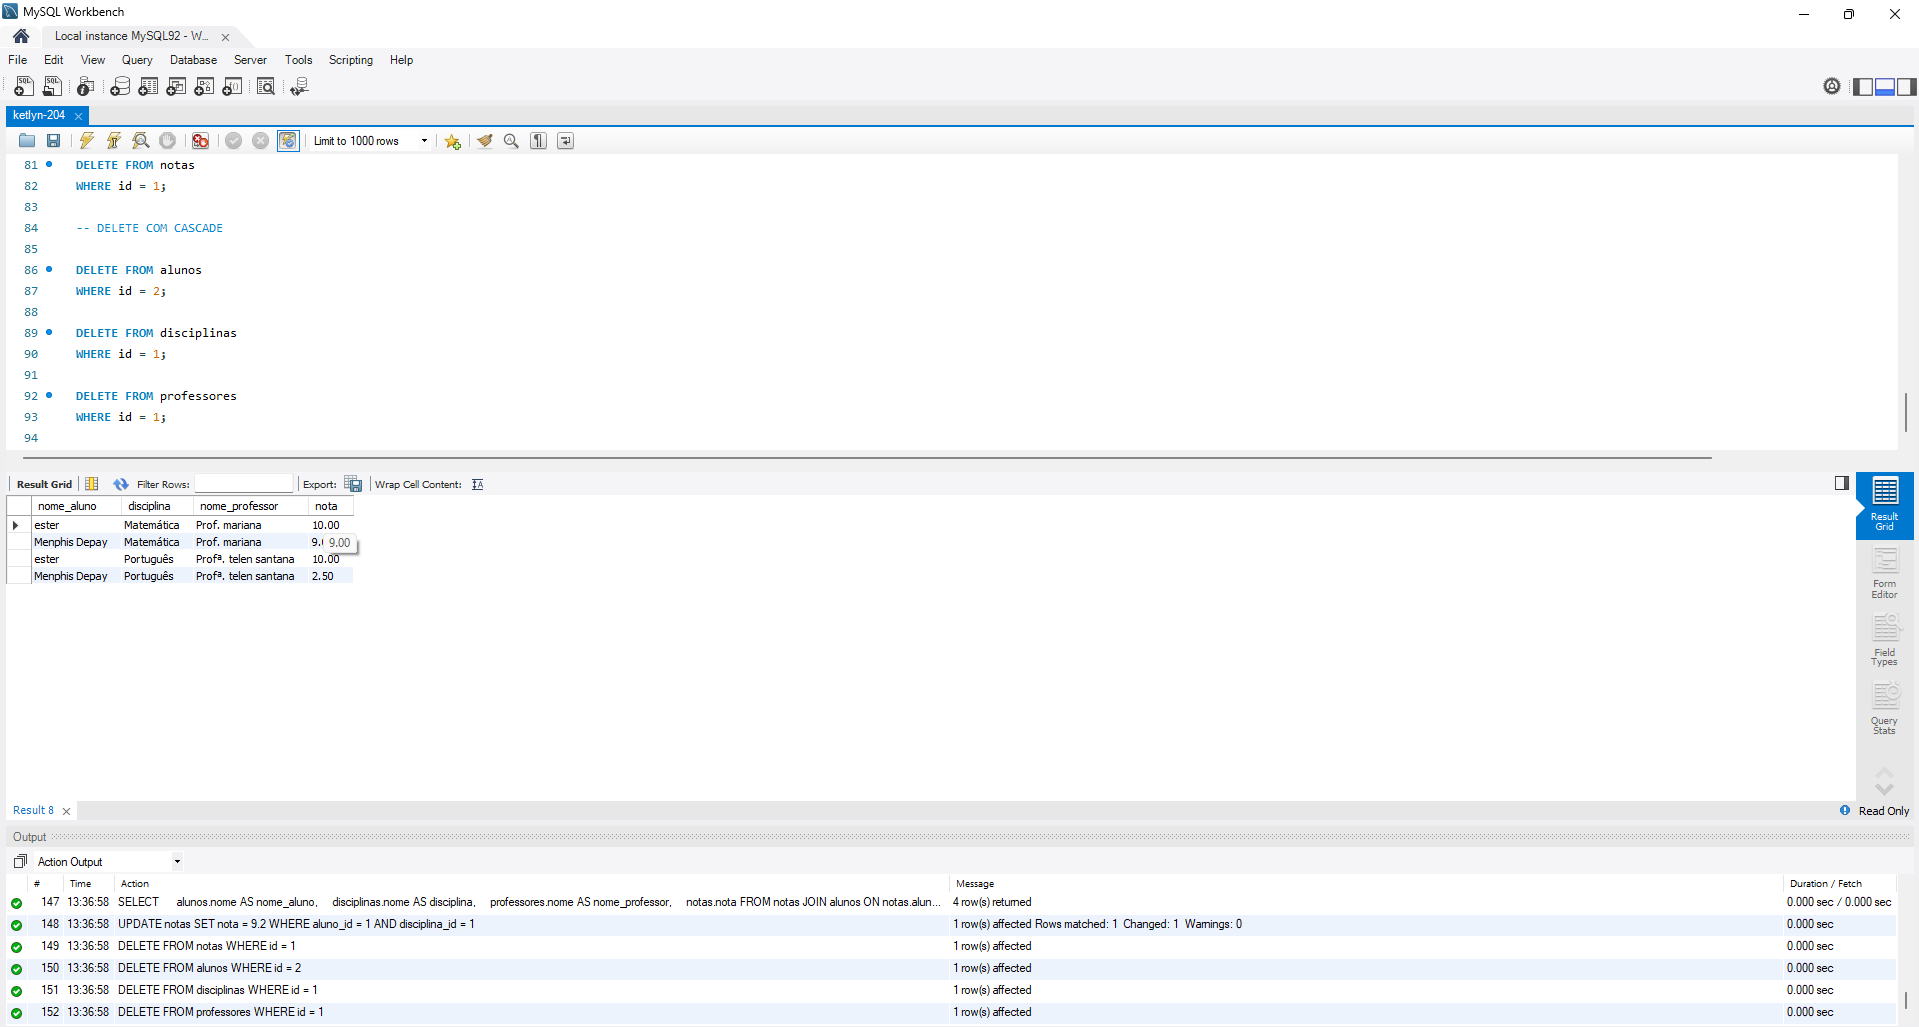 MySQL Workbench
Local instance MySQL92 - W...
File Edit View Query Database Server Tools Scripting Help
ketlyn-204
Limit to 1000 rows
81 DELETE FROM notas
82 WHERE id = 1;
83
84 -- DELETE COM CASCADE
85
86 DELETE FROM alunos
87 WHERE id = 2;
88
89 DELETE FROM disciplinas
90 WHERE id = 1;
91
92 DELETE FROM professores
93 WHERE id = 1;
94
Result Grid Filter Rows: Export: Wrap Cell Content:
nome_aluno disciplina nome_professor nota
ester Matemática Prof. mariana 10.00
Menphis Depay Matemática Prof. mariana 9.0 9.00
ester Português Profª. telen santana 10.00
Menphis Depay Português Profª. telen santana 2.50
Result
Grid
Form
Editor
Field
Types
Query
Stats
Result 8 Read Only
Output
Action Output
# Time Action Message Duration / Fetch
147 13:36:58 SELECT alunos.nome AS nome_aluno, disciplinas.nome AS disciplina, professores.nome AS nome_professor, notas.nota FROM notas JOIN alunos ON notas.alun... 4 row(s) returned 0.000 sec / 0.000 sec
148 13:36:58 UPDATE notas SET nota = 9.2 WHERE aluno_id = 1 AND disciplina_id = 1 1 row(s) affected Rows matched: 1 Changed: 1 Warnings: 0 0.000 sec
149 13:36:58 DELETE FROM notas WHERE id = 1 1 row(s) affected 0.000 sec
150 13:36:58 DELETE FROM alunos WHERE id = 2 1 row(s) affected 0.000 sec
151 13:36:58 DELETE FROM disciplinas WHERE id = 1 1 row(s) affected 0.000 sec
152 13:36:58 DELETE FROM professores WHERE id = 1 1 row(s) affected 0.000 sec